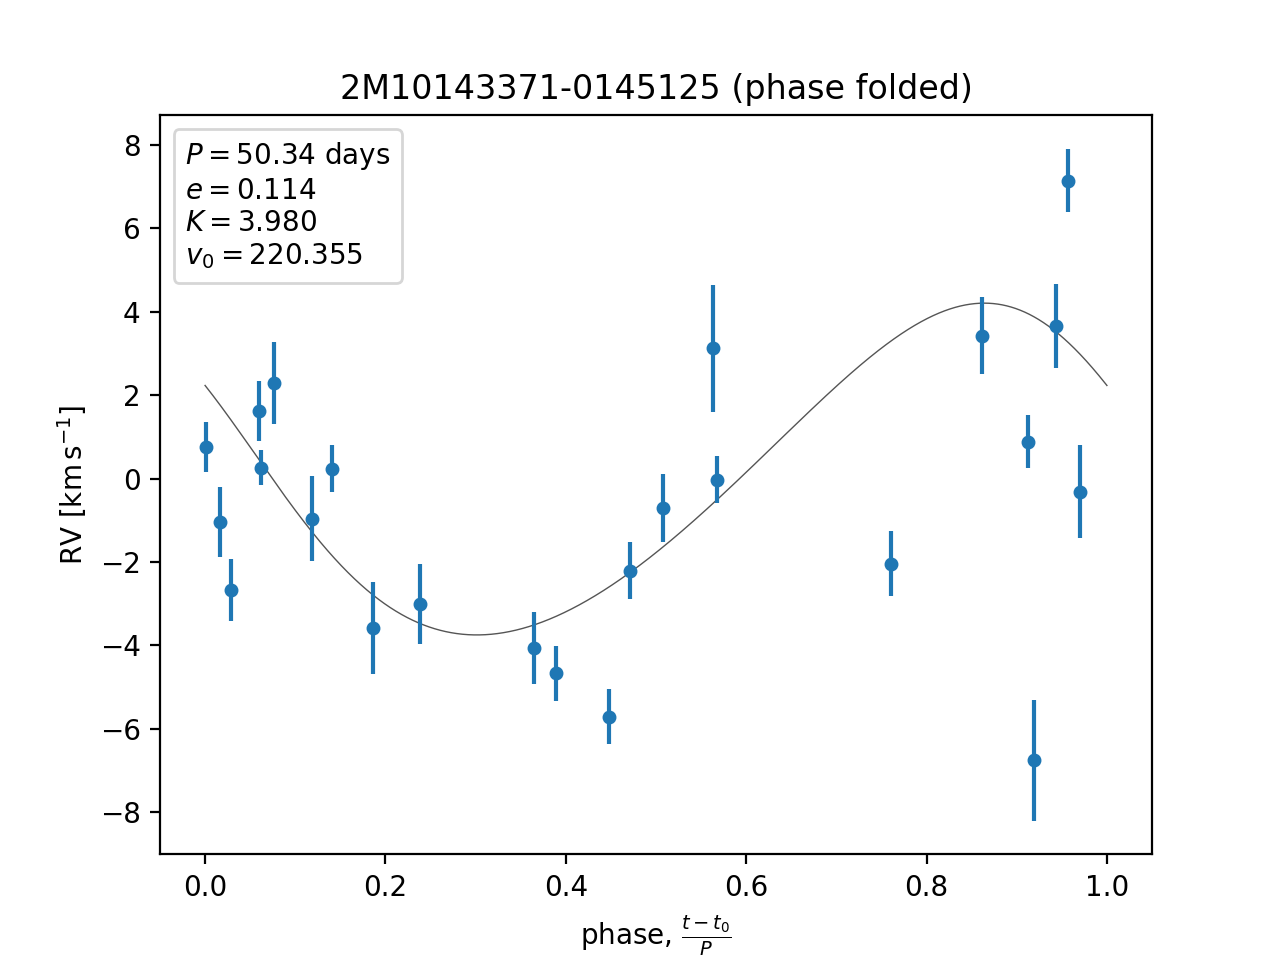 2M10143371-0145125 (phase folded)
P = 50.34 days
e = 0.114
K = 3.980
v₀ = 220.355
RV [km s⁻¹]
8
6
4
2
0
−2
−4
−6
−8
0.0 0.2 0.4 0.6 0.8 1.0
phase, (t − t₀)/P